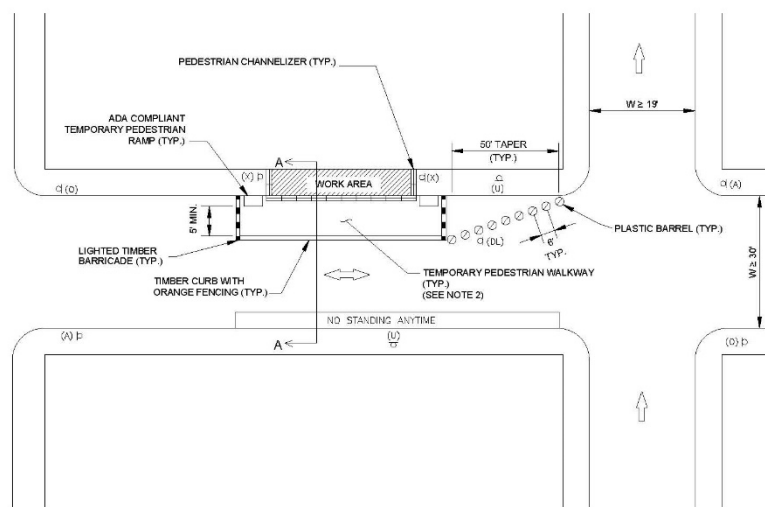 PEDESTRIAN CHANNELIZER (TYP.)
ADA COMPLIANT
TEMPORARY PEDESTRIAN
RAMP (TYP.)
W ≥ 19'
50' TAPER
(TYP.)
A
(X)
WORK AREA
(X)
(U)
(O)
(A)
5' MIN.
PLASTIC BARREL (TYP.)
(DL)
6'
TYP.
LIGHTED TIMBER
BARRICADE (TYP.)
TIMBER CURB WITH
ORANGE FENCING (TYP.)
TEMPORARY PEDESTRIAN WALKWAY
(TYP.)
(SEE NOTE 2)
W ≥ 30'
NO STANDING ANYTIME
(A)
A
(U)
(O)